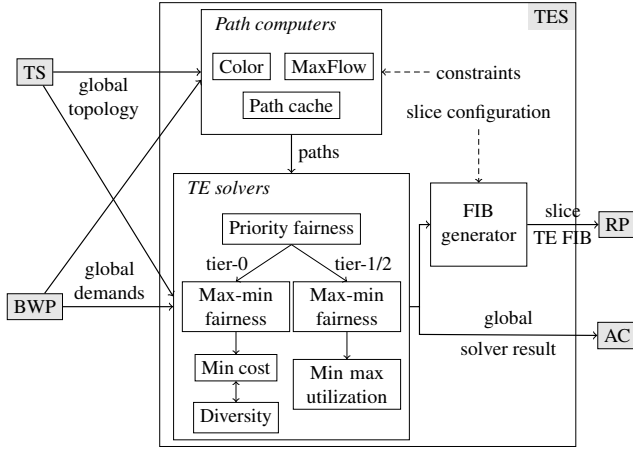 TES
Path computers
TS
Color
MaxFlow
global
topology
constraints
Path cache
slice configuration
paths
TE solvers
FIB
generator
slice
TE FIB
RP
Priority fairness
tier-0
tier-1/2
global
demands
BWP
Max-min
fairness
Max-min
fairness
global
solver result
AC
Min cost
Min max
utilization
Diversity